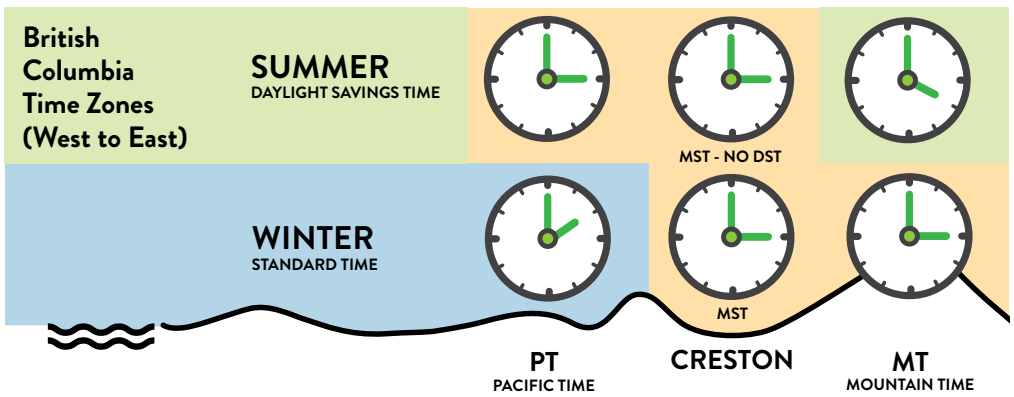 British
Columbia
Time Zones
(West to East)
SUMMER
DAYLIGHT SAVINGS TIME
MST - NO DST
WINTER
STANDARD TIME
MST
PT
PACIFIC TIME
CRESTON
MT
MOUNTAIN TIME